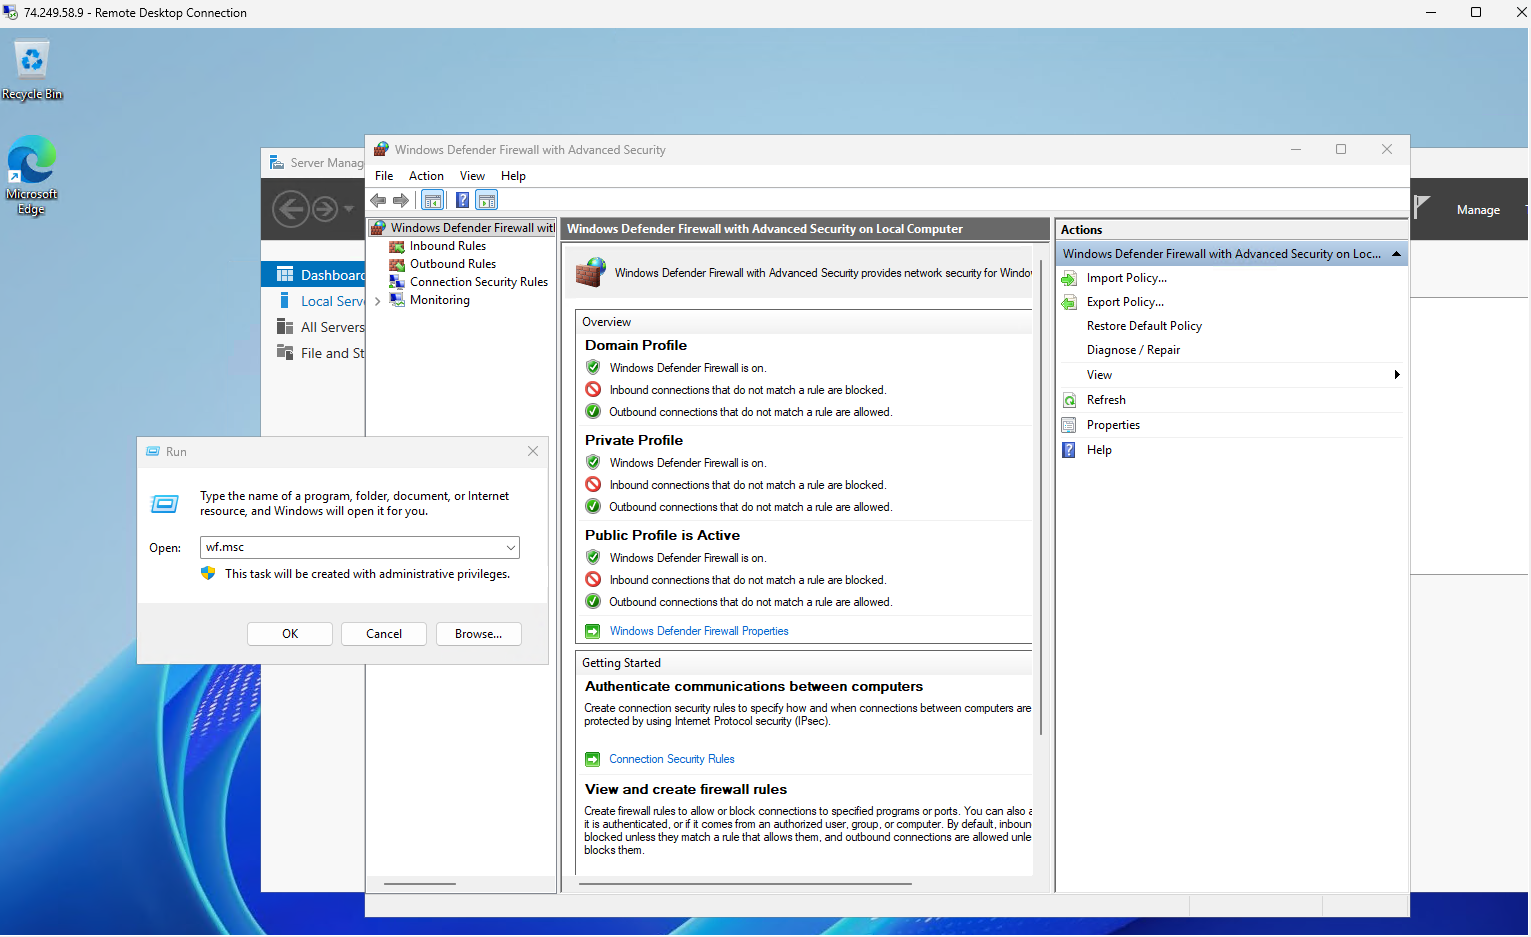 74.249.58.9 - Remote Desktop Connection
Recycle Bin
Microsoft
Edge
Server Manag
Dashboard
Local Serve
All Servers
File and St
Manage
Windows Defender Firewall with Advanced Security
File Action View Help
Windows Defender Firewall with
Inbound Rules
Outbound Rules
Connection Security Rules
Monitoring
Windows Defender Firewall with Advanced Security on Local Computer
Windows Defender Firewall with Advanced Security provides network security for Window
Overview
Domain Profile
Windows Defender Firewall is on.
Inbound connections that do not match a rule are blocked.
Outbound connections that do not match a rule are allowed.
Private Profile
Windows Defender Firewall is on.
Inbound connections that do not match a rule are blocked.
Outbound connections that do not match a rule are allowed.
Public Profile is Active
Windows Defender Firewall is on.
Inbound connections that do not match a rule are blocked.
Outbound connections that do not match a rule are allowed.
Windows Defender Firewall Properties
Getting Started
Authenticate communications between computers
Create connection security rules to specify how and when connections between computers are
protected by using Internet Protocol security (IPsec).
Connection Security Rules
View and create firewall rules
Create firewall rules to allow or block connections to specified programs or ports. You can also a
it is authenticated, or if it comes from an authorized user, group, or computer. By default, inboun
blocked unless they match a rule that allows them, and outbound connections are allowed unle
blocks them.
Actions
Windows Defender Firewall with Advanced Security on Loc...
Import Policy...
Export Policy...
Restore Default Policy
Diagnose / Repair
View
Refresh
Properties
Help
Run
Type the name of a program, folder, document, or Internet
resource, and Windows will open it for you.
Open: wf.msc
This task will be created with administrative privileges.
OK Cancel Browse...